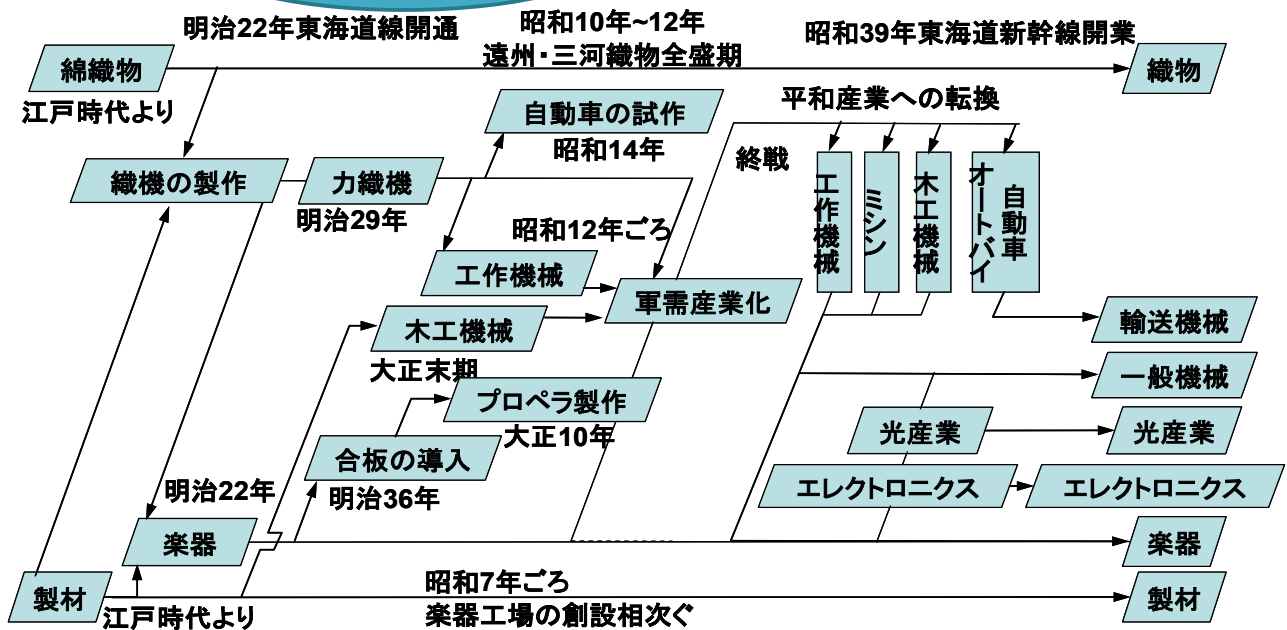 明治22年東海道線開通
昭和10年~12年
遠州・三河織物全盛期
昭和39年東海道新幹線開業
綿織物
江戸時代より
織物
自動車の試作
昭和14年
平和産業への転換
終戦
織機の製作
力織機
明治29年
工作機械
ミシン
木工機械
オートバイ
自動車
昭和12年ごろ
工作機械
軍需産業化
木工機械
大正末期
輸送機械
一般機械
プロペラ製作
大正10年
光産業
光産業
合板の導入
明治36年
エレクトロニクス
エレクトロニクス
明治22年
楽器
楽器
製材
江戸時代より
昭和7年ごろ
楽器工場の創設相次ぐ
製材